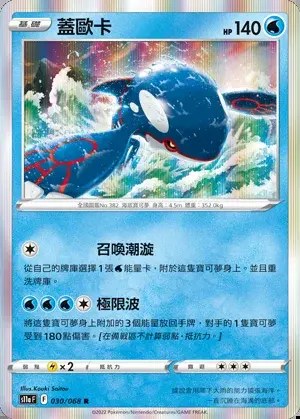 基礎 蓋歐卡 HP 140
全國圖鑑No.382 海底寶可夢 身高：4.5m 體重：352.0kg
召喚潮漩
從自己的牌庫選擇1張能量卡，附於這隻寶可夢身上。並且重
洗牌庫。
極限波
將這隻寶可夢身上附加的3個能量放回手牌，對手的1隻寶可夢
受到180點傷害。[在備戰區不計算弱點、抵抗力。]
弱點 ×2 抵抗力 撤退
Illus.Kouki Saitou
s11a F F 030/068 R
©2022 Pokémon/Nintendo/Creatures/GAME FREAK.